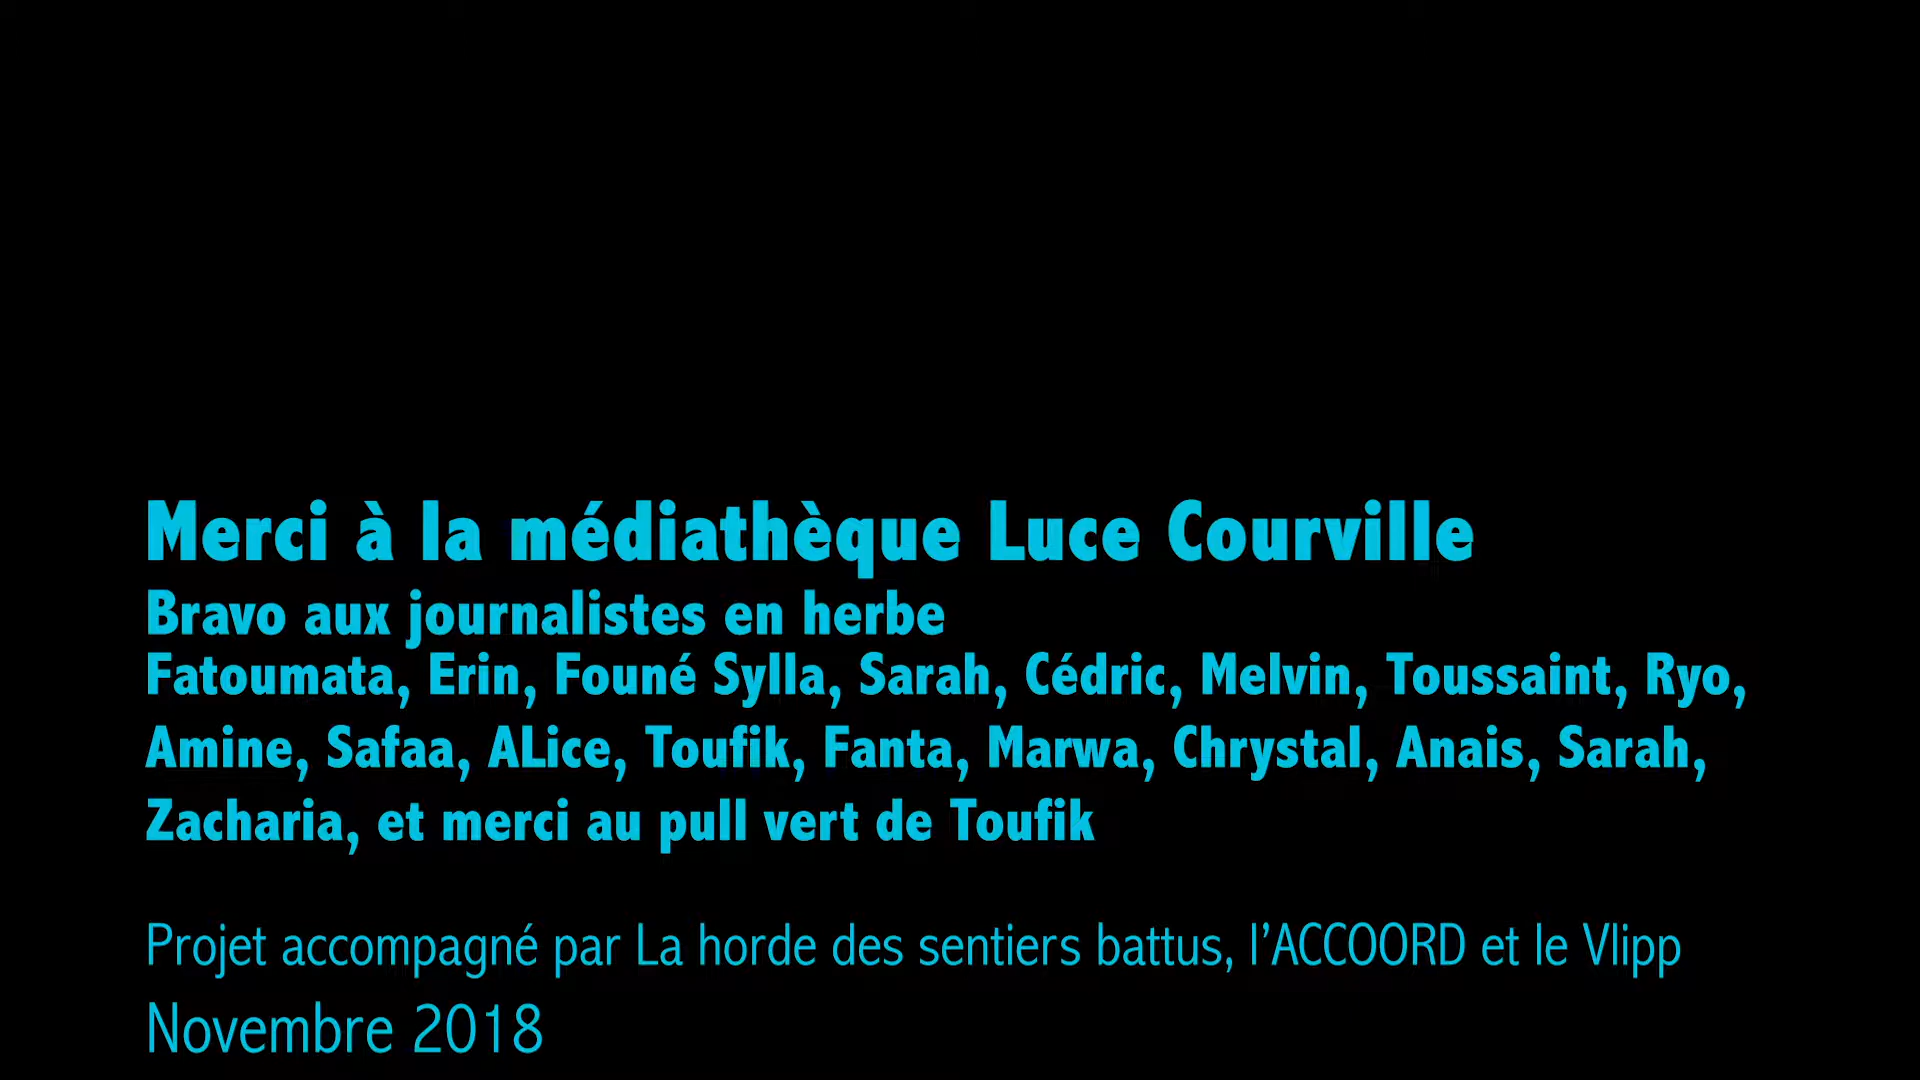 Merci à la médiathèque Luce Courville
Bravo aux journalistes en herbe
Fatoumata, Erin, Founé Sylla, Sarah, Cédric, Melvin, Toussaint, Ryo,
Amine, Safaa, ALice, Toufik, Fanta, Marwa, Chrystal, Anais, Sarah,
Zacharia, et merci au pull vert de Toufik
Projet accompagné par La horde des sentiers battus, l’ACCOORD et le Vlipp
Novembre 2018